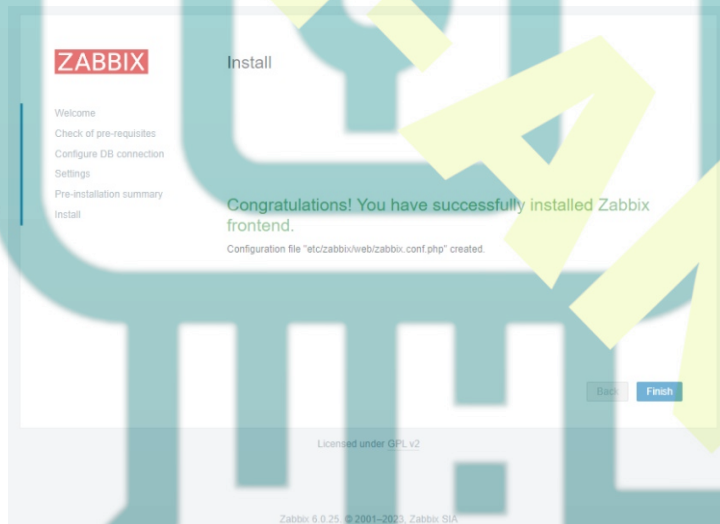 ZABBIX
Install
Welcome
Check of pre-requisites
Configure DB connection
Settings
Pre-installation summary
Install
Congratulations! You have successfully installed Zabbix
frontend.
Configuration file "etc/zabbix/web/zabbix.conf.php" created.
Back
Finish
Licensed under GPL v2
Zabbix 6.0.25. © 2001–2023, Zabbix SIA